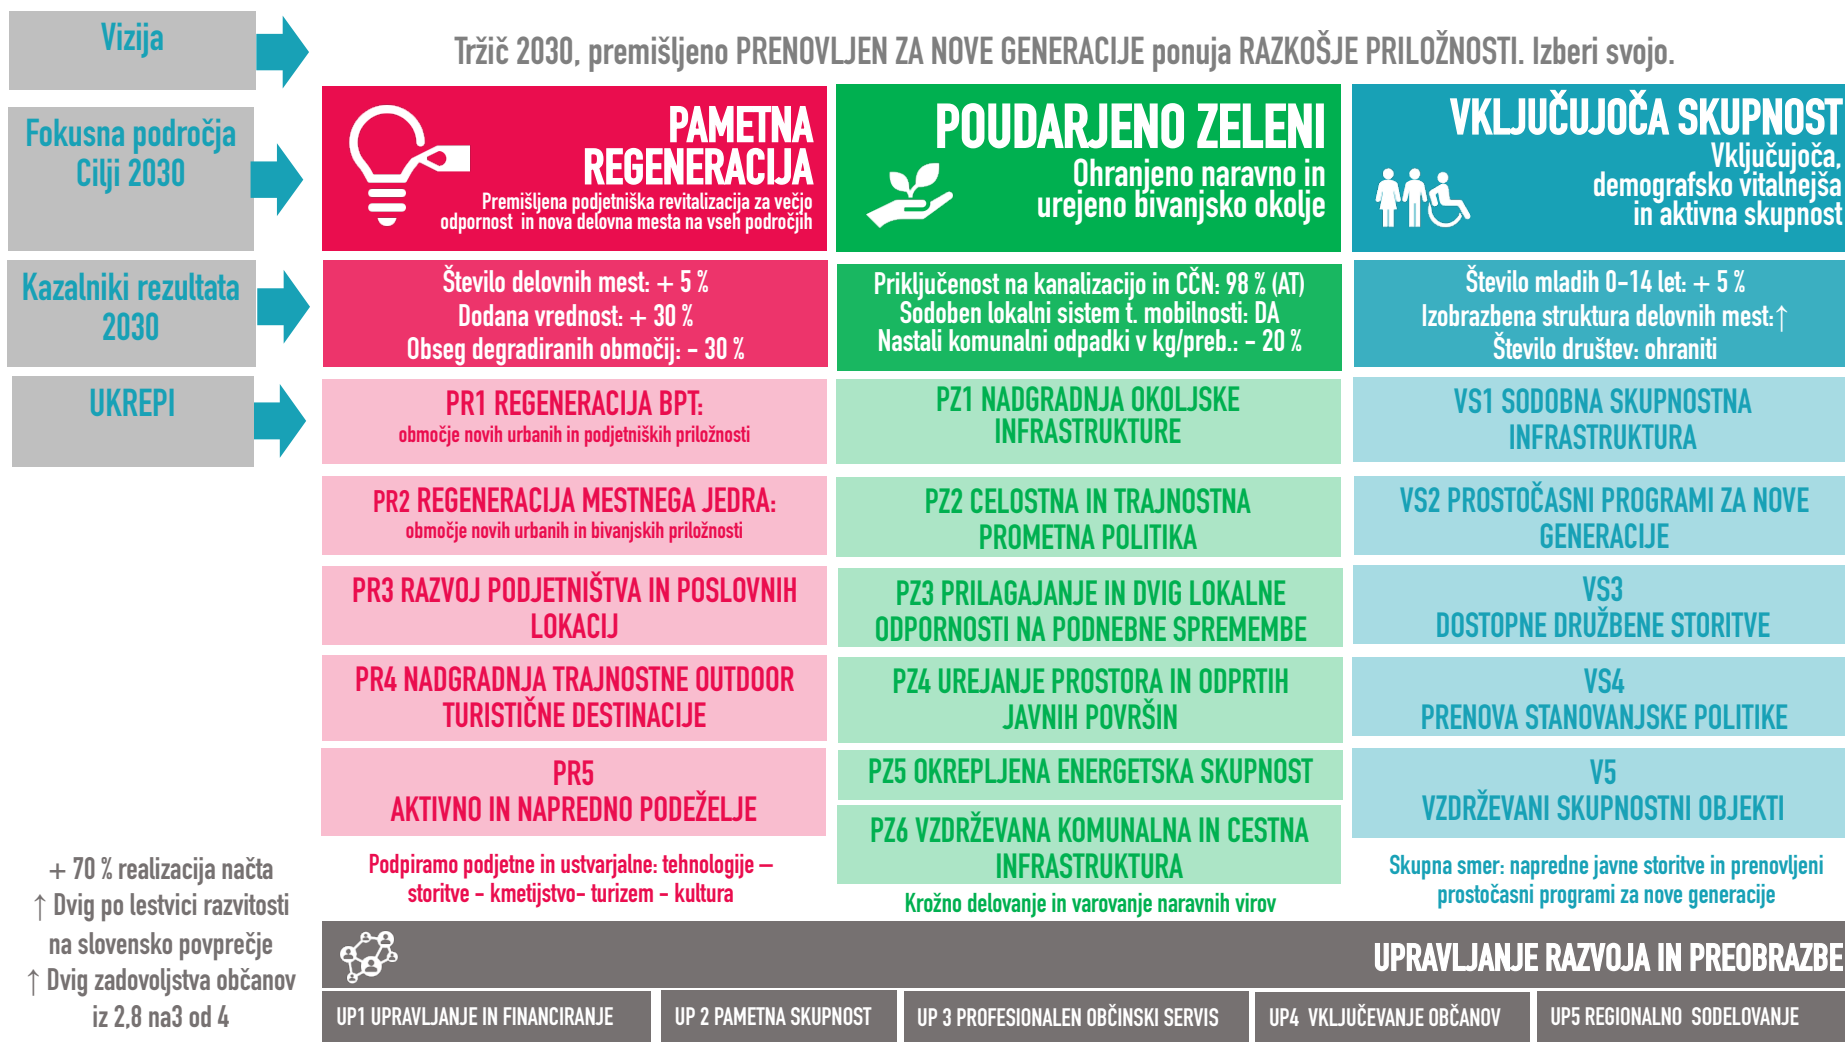 Vizija
Tržič 2030, premišljeno PRENOVLJEN ZA NOVE GENERACIJE ponuja RAZKOŠJE PRILOŽNOSTI. Izberi svojo.
Fokusna področja
Cilji 2030
PAMETNA
REGENERACIJA
Premišljena podjetniška revitalizacija za večjo
odpornost in nova delovna mesta na vseh področjih
POUDARJENO ZELENI
Ohranjeno naravno in
urejeno bivanjsko okolje
VKLJUČUJOČA SKUPNOST
Vključujoča,
demografsko vitalnejša
in aktivna skupnost
Kazalniki rezultata
2030
Število delovnih mest: + 5 %
Dodana vrednost: + 30 %
Obseg degradiranih območij: - 30 %
Priključenost na kanalizacijo in CČN: 98 % (AT)
Sodoben lokalni sistem t. mobilnosti: DA
Nastali komunalni odpadki v kg/preb.: - 20 %
Število mladih 0-14 let: + 5 %
Izobrazbena struktura delovnih mest:↑
Število društev: ohraniti
UKREPI
PR1 REGENERACIJA BPT:
območje novih urbanih in podjetniških priložnosti
PR2 REGENERACIJA MESTNEGA JEDRA:
območje novih urbanih in bivanjskih priložnosti
PR3 RAZVOJ PODJETNIŠTVA IN POSLOVNIH
LOKACIJ
PR4 NADGRADNJA TRAJNOSTNE OUTDOOR
TURISTIČNE DESTINACIJE
PR5
AKTIVNO IN NAPREDNO PODEŽELJE
Podpiramo podjetne in ustvarjalne: tehnologije –
storitve - kmetijstvo- turizem - kultura
PZ1 NADGRADNJA OKOLJSKE
INFRASTRUKTURE
PZ2 CELOSTNA IN TRAJNOSTNA
PROMETNA POLITIKA
PZ3 PRILAGAJANJE IN DVIG LOKALNE
ODPORNOSTI NA PODNEBNE SPREMEMBE
PZ4 UREJANJE PROSTORA IN ODPRTIH
JAVNIH POVRŠIN
PZ5 OKREPLJENA ENERGETSKA SKUPNOST
PZ6 VZDRŽEVANA KOMUNALNA IN CESTNA
INFRASTRUKTURA
Krožno delovanje in varovanje naravnih virov
VS1 SODOBNA SKUPNOSTNA
INFRASTRUKTURA
VS2 PROSTOČASNI PROGRAMI ZA NOVE
GENERACIJE
VS3
DOSTOPNE DRUŽBENE STORITVE
VS4
PRENOVA STANOVANJSKE POLITIKE
V5
VZDRŽEVANI SKUPNOSTNI OBJEKTI
Skupna smer: napredne javne storitve in prenovljeni
prostočasni programi za nove generacije
+ 70 % realizacija načta
↑ Dvig po lestvici razvitosti
na slovensko povprečje
↑ Dvig zadovoljstva občanov
iz 2,8 na3 od 4
UPRAVLJANJE RAZVOJA IN PREOBRAZBE
UP1 UPRAVLJANJE IN FINANCIRANJE
UP 2 PAMETNA SKUPNOST
UP 3 PROFESIONALEN OBČINSKI SERVIS
UP4 VKLJUČEVANJE OBČANOV
UP5 REGIONALNO SODELOVANJE